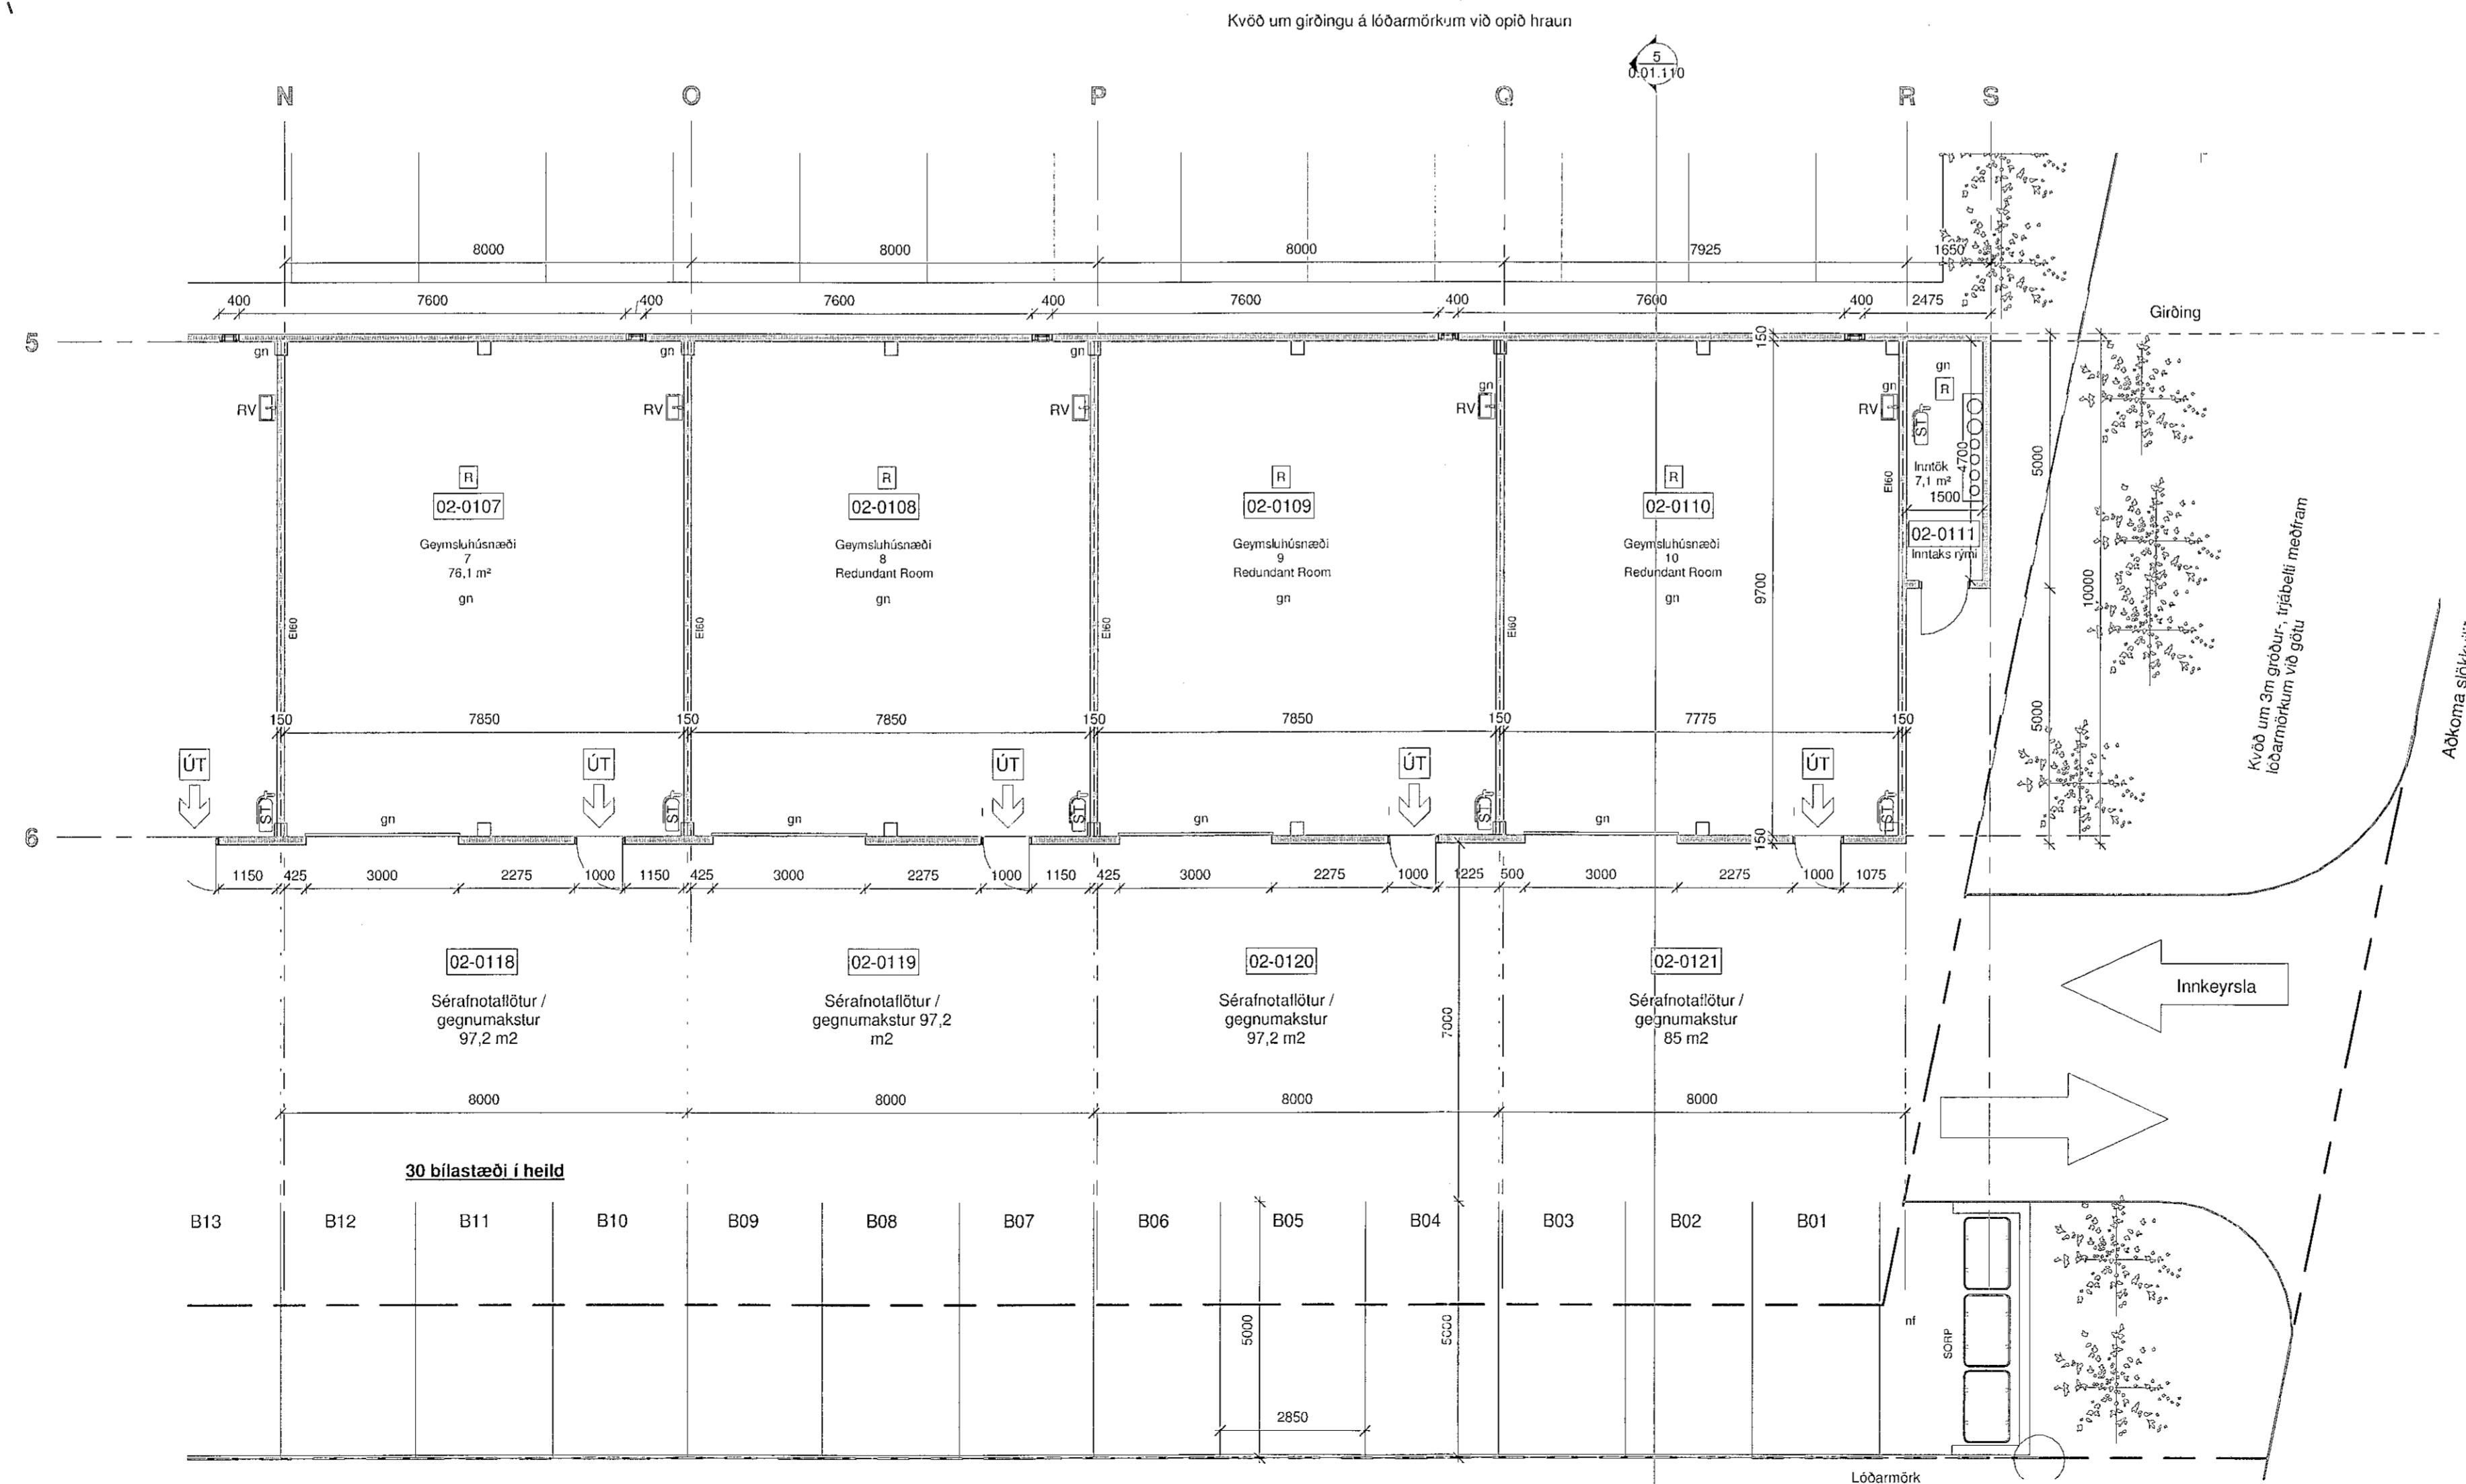 Kvöð um girðingu á lóðarmörkum við opið hraun
5
0.01.110
N O P Q R S
8000 8000 8000 7925 1650
400 7600 400 7600 400 7600 400 7600 400 2475
Girðing
5
150
gn gn gn gn gn gn
R
RV RV RV RV RV
ST
4700
5000
Inntök
7,1 m²
1500
EI60
R R R R
02-0107 02-0108 02-0109 02-0110
02-0111
Inntaks rými
Geymsluhúsnæði
7
76,1 m²
gn
Geymsluhúsnæði
8
Redundant Room
gn
Geymsluhúsnæði
9
Redundant Room
gn
Geymsluhúsnæði
10
Redundant Room
gn
9700
10000
EI60 EI60 EI60 EI60
Kvöð um 3m gróður-, trjábelti meðfram
lóðarmörkum við götu
150 7850 150 7850 150 7850 150 7775 150
5000
ÚT ÚT ÚT ÚT ÚT
ST ST ST ST ST
gn gn gn gn
6
150
1150 425 3000 2275 1000 1150 425 3000 2275 1000 1150 425 3000 2275 1000 1225 500 3000 2275 1000 1075
02-0118
Sérafnotaflötur /
gegnumakstur
97,2 m2
02-0119
Sérafnotaflötur /
gegnumakstur 97,2
m2
02-0120
Sérafnotaflötur /
gegnumakstur
97,2 m2
02-0121
Sérafnotaflötur /
gegnumakstur
85 m2
7000
Innkeyrsla
8000 8000 8000 8000
30 bílastæði í heild
B13 B12 B11 B10 B09 B08 B07 B06 B05 B04 B03 B02 B01
5000
5000
nf
SORP
2850
Lóðarmörk
Aðkoma